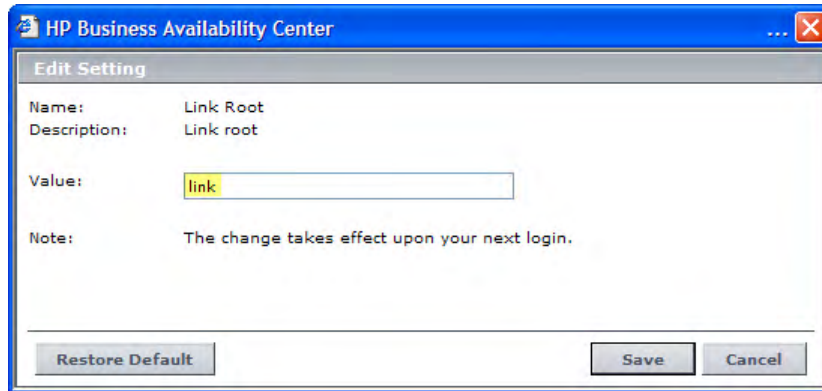 HP Business Availability Center ...
Edit Setting
Name: Link Root
Description: Link root
Value: link
Note: The change takes effect upon your next login.
Restore Default Save Cancel